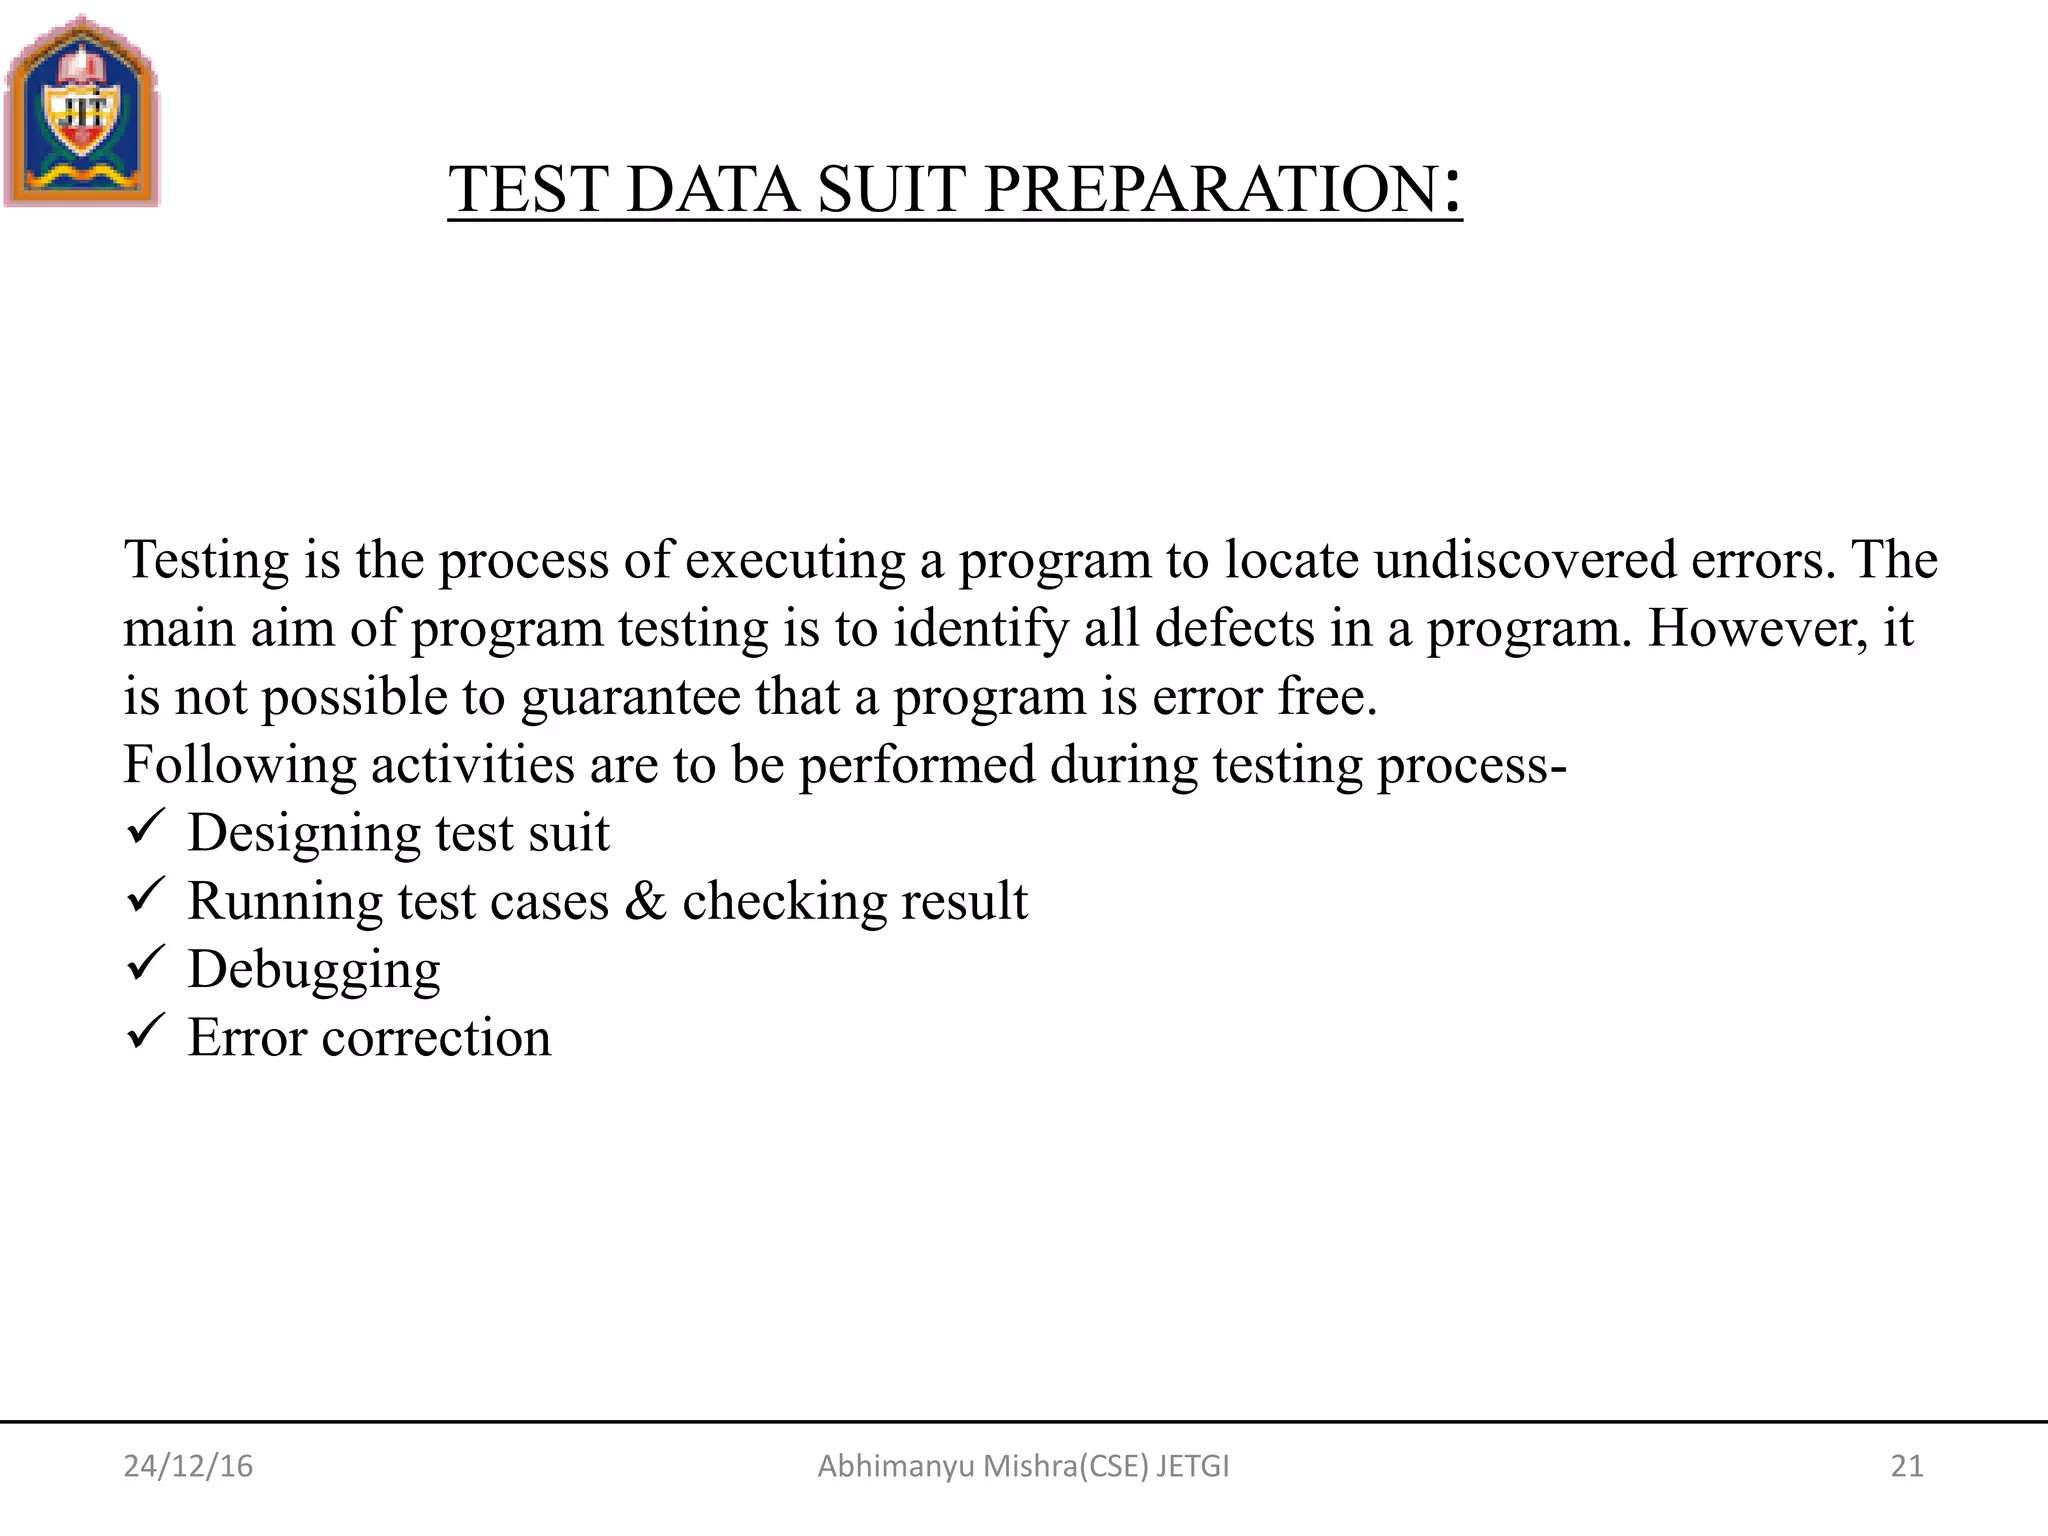 JIT
TEST DATA SUIT PREPARATION:
Testing is the process of executing a program to locate undiscovered errors. The
main aim of program testing is to identify all defects in a program. However, it
is not possible to guarantee that a program is error free.
Following activities are to be performed during testing process-
✓ Designing test suit
✓ Running test cases & checking result
✓ Debugging
✓ Error correction
24/12/16 Abhimanyu Mishra(CSE) JETGI 21